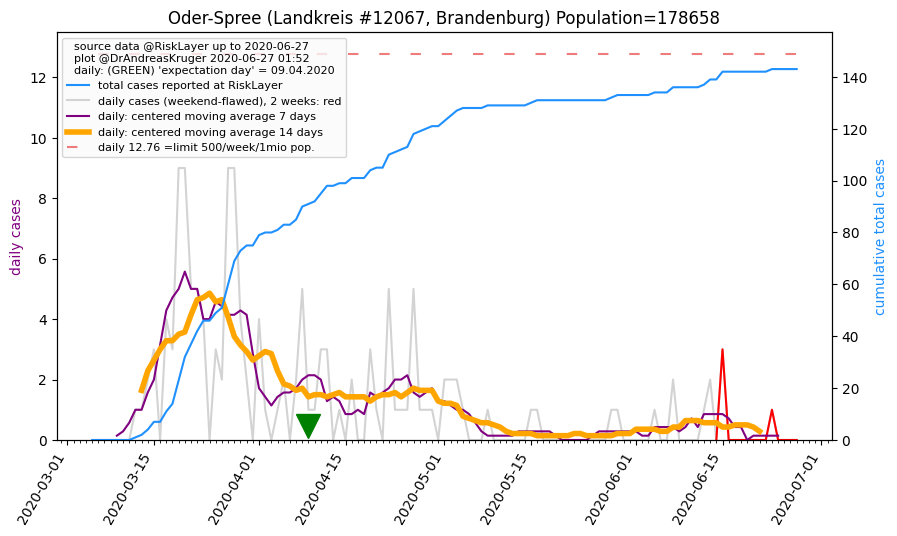 Oder-Spree (Landkreis #12067, Brandenburg) Population=178658
source data @RiskLayer up to 2020-06-27
plot @DrAndreasKruger 2020-06-27 01:52
daily: (GREEN) 'expectation day' = 09.04.2020
total cases reported at RiskLayer
daily cases (weekend-flawed), 2 weeks: red
daily: centered moving average 7 days
daily: centered moving average 14 days
daily 12.76 =limit 500/week/1mio pop.
daily cases
12
10
8
6
4
2
0
cumulative total cases
140
120
100
80
60
40
20
0
2020-03-01
2020-03-15
2020-04-01
2020-04-15
2020-05-01
2020-05-15
2020-06-01
2020-06-15
2020-07-01